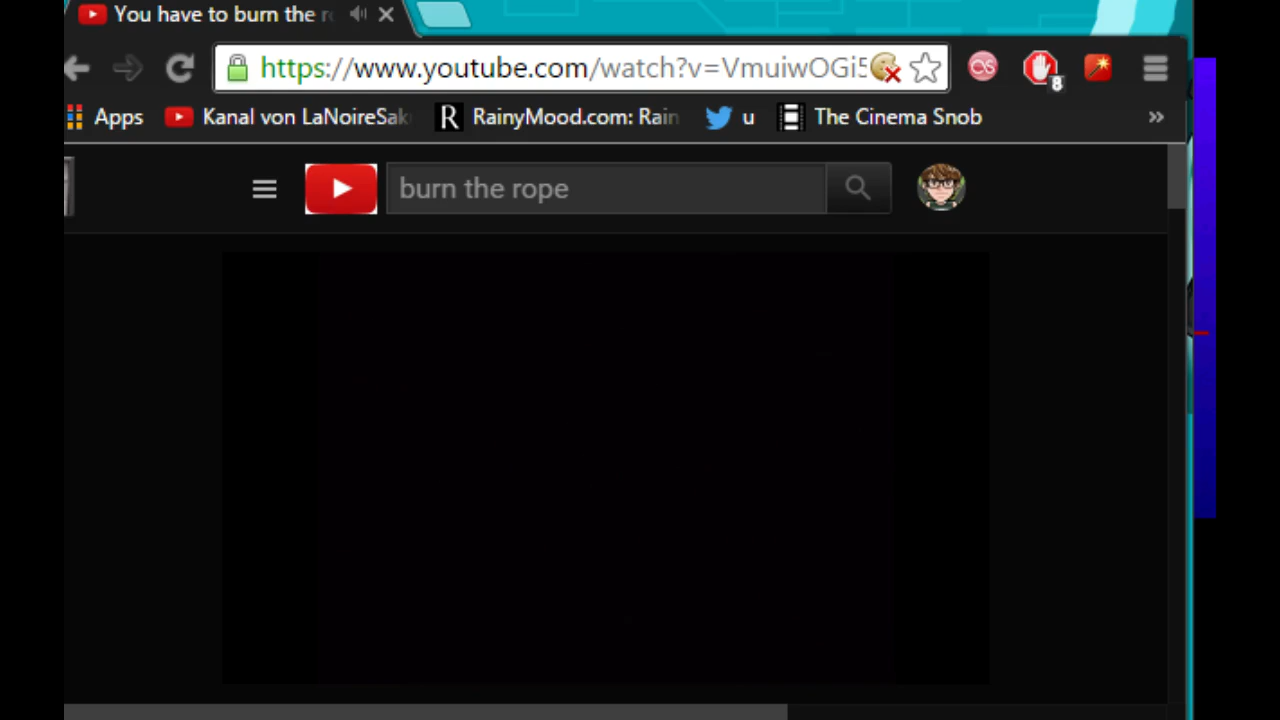 You have to burn the r
https://www.youtube.com/watch?v=VmuiwOGi5
8
Apps Kanal von LaNoireSak R RainyMood.com: Rain u The Cinema Snob »
burn the rope